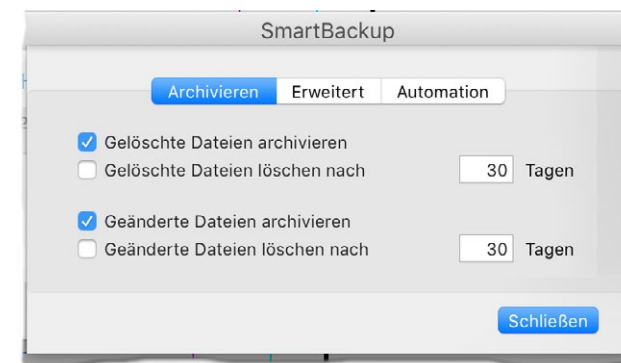 SmartBackup
Archivieren Erweitert Automation
Gelöschte Dateien archivieren
Gelöschte Dateien löschen nach 30 Tagen
Geänderte Dateien archivieren
Geänderte Dateien löschen nach 30 Tagen
Schließen